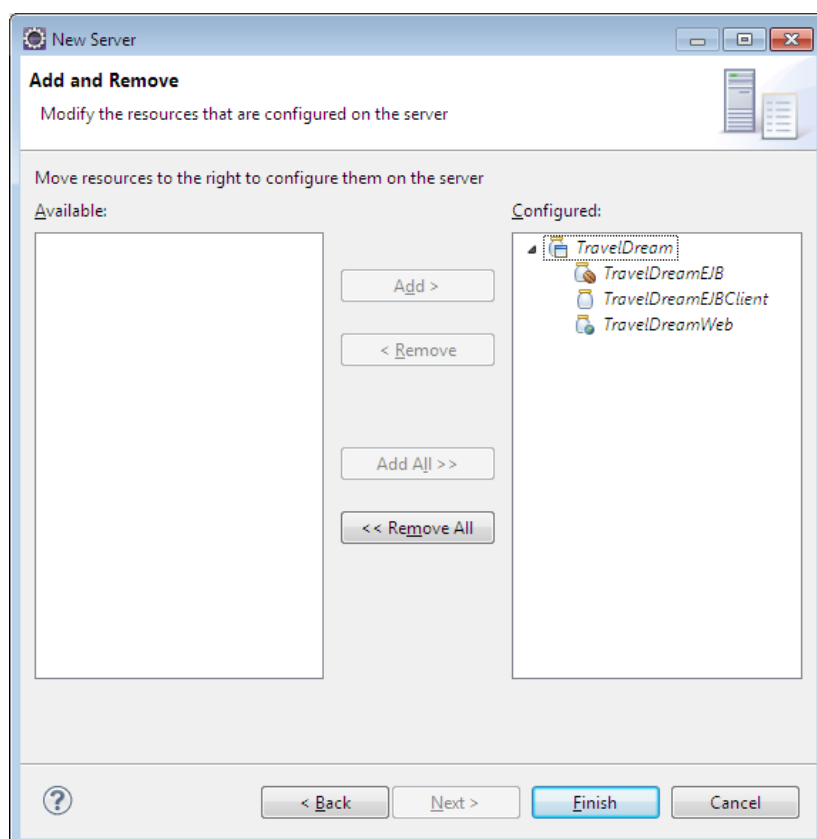 New Server
Add and Remove
Modify the resources that are configured on the server
Move resources to the right to configure them on the server
Available:
Configured:
TravelDream
TravelDreamEJB
TravelDreamEJBClient
TravelDreamWeb
Add >
< Remove
Add All >>
<< Remove All
?
< Back
Next >
Finish
Cancel